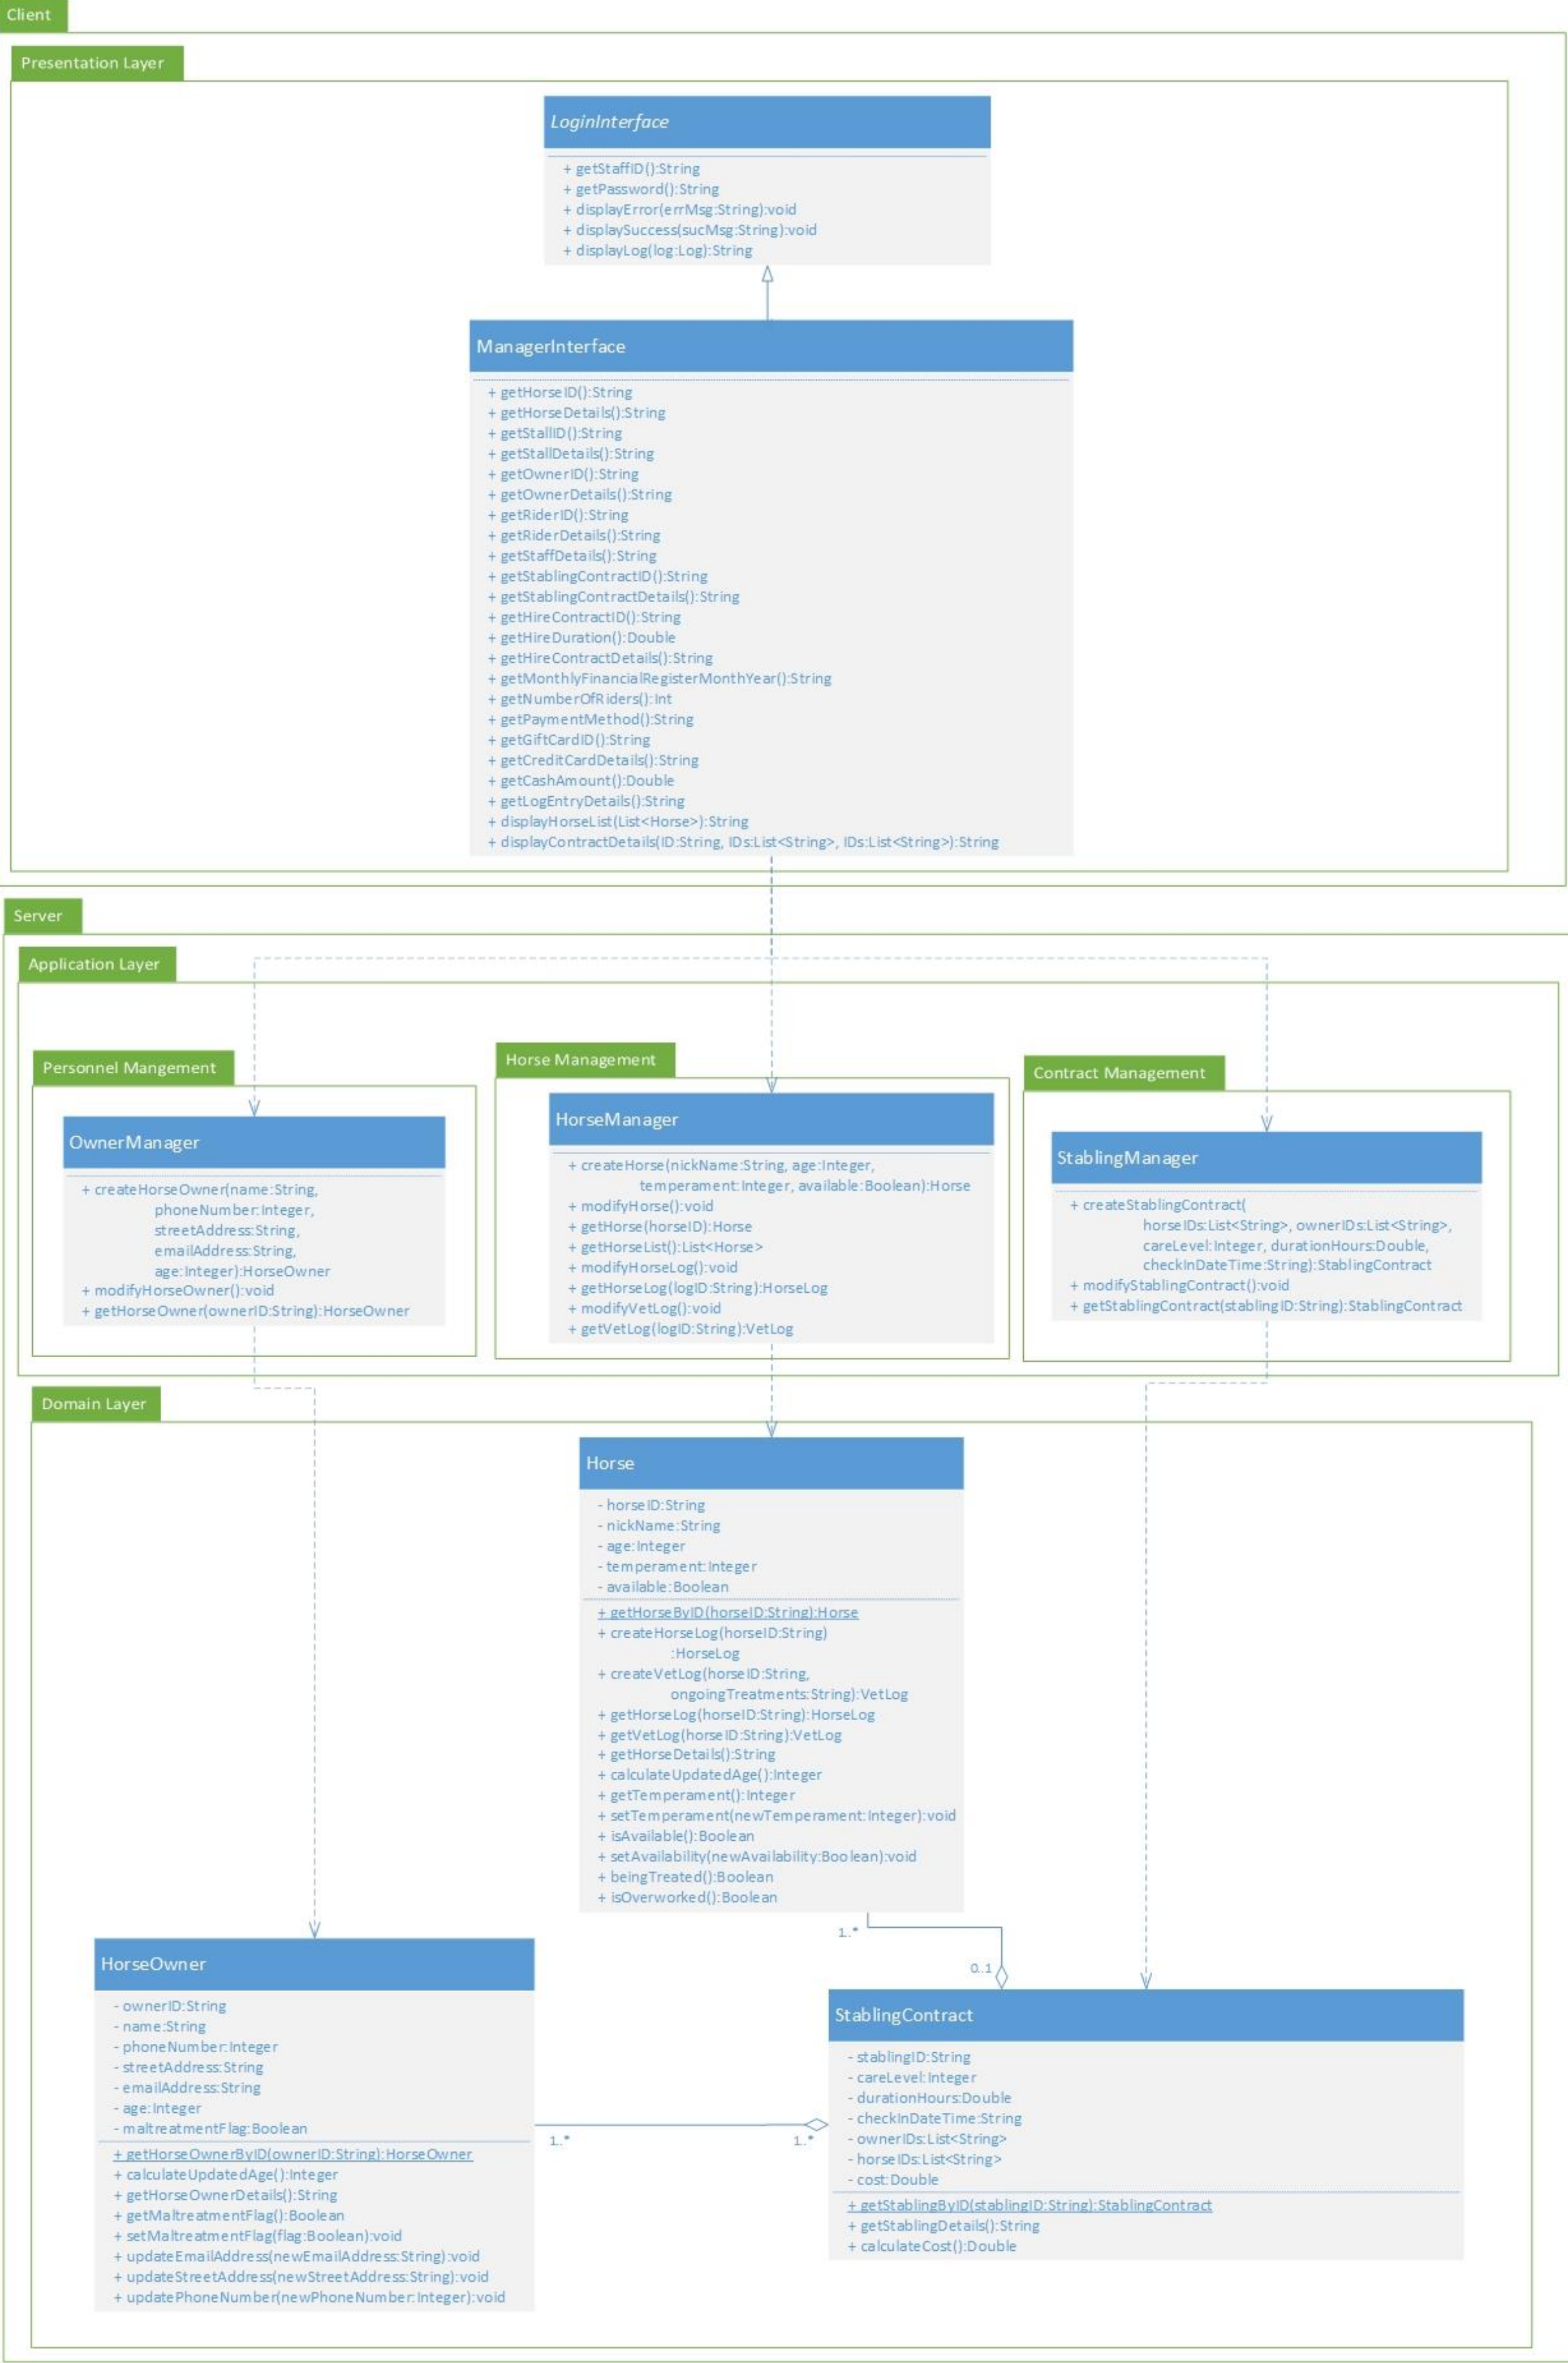 Client
Presentation Layer
LoginInterface
+ getStaffID():String
+ getPassword():String
+ displayError(errMsg:String):void
+ displaySuccess(sucMsg:String):void
+ displayLog(log:Log):String
ManagerInterface
+ getHorseID():String
+ getHorseDetails():String
+ getStallID():String
+ getStallDetails():String
+ getOwnerID():String
+ getOwnerDetails():String
+ getRiderID():String
+ getRiderDetails():String
+ getStaffDetails():String
+ getStablingContractID():String
+ getStablingContractDetails():String
+ getHireContractID():String
+ getHireDuration():Double
+ getHireContractDetails():String
+ getMonthlyFinancialRegisterMonthYear():String
+ getNumberOfRiders():Int
+ getPaymentMethod():String
+ getGiftCardID():String
+ getCreditCardDetails():String
+ getCashAmount():Double
+ getLogEntryDetails():String
+ displayHorseList(List<Horse>):String
+ displayContractDetails(ID:String, IDs:List<String>, IDs:List<String>):String
Server
Application Layer
Personnel Mangement
OwnerManager
+ createHorseOwner(name:String,
phoneNumber:Integer,
streetAddress:String,
emailAddress:String,
age:Integer):HorseOwner
+ modifyHorseOwner():void
+ getHorseOwner(ownerID:String):HorseOwner
Horse Management
HorseManager
+ createHorse(nickName:String, age:Integer,
temperament:Integer, available:Boolean):Horse
+ modifyHorse():void
+ getHorse(horseID):Horse
+ getHorseList():List<Horse>
+ modifyHorseLog():void
+ getHorseLog(logID:String):HorseLog
+ modifyVetLog():void
+ getVetLog(logID:String):VetLog
Contract Management
StablingManager
+ createStablingContract(
horseIDs:List<String>, ownerIDs:List<String>,
careLevel:Integer, durationHours:Double,
checkInDateTime:String):StablingContract
+ modifyStablingContract():void
+ getStablingContract(stablingID:String):StablingContract
Domain Layer
Horse
- horseID:String
- nickName:String
- age:Integer
- temperament:Integer
- available:Boolean
+ getHorseByID(horseID:String):Horse
+ createHorseLog(horseID:String)
:HorseLog
+ createVetLog(horseID:String,
ongoingTreatments:String):VetLog
+ getHorseLog(horseID:String):HorseLog
+ getVetLog(horseID:String):VetLog
+ getHorseDetails():String
+ calculateUpdatedAge():Integer
+ getTemperament():Integer
+ setTemperament(newTemperament:Integer):void
+ isAvailable():Boolean
+ setAvailability(newAvailability:Boolean):void
+ beingTreated():Boolean
+ isOverworked():Boolean
1..*
0..1
HorseOwner
- ownerID:String
- name:String
- phoneNumber:Integer
- streetAddress:String
- emailAddress:String
- age:Integer
- maltreatmentFlag:Boolean
+ getHorseOwnerByID(ownerID:String):HorseOwner
+ calculateUpdatedAge():Integer
+ getHorseOwnerDetails():String
+ getMaltreatmentFlag():Boolean
+ setMaltreatmentFlag(flag:Boolean):void
+ updateEmailAddress(newEmailAddress:String):void
+ updateStreetAddress(newStreetAddress:String):void
+ updatePhoneNumber(newPhoneNumber:Integer):void
1..*
1..*
StablingContract
- stablingID:String
- careLevel:Integer
- durationHours:Double
- checkInDateTime:String
- ownerIDs:List<String>
- horseIDs:List<String>
- cost:Double
+ getStablingByID(stablingID:String):StablingContract
+ getStablingDetails():String
+ calculateCost():Double